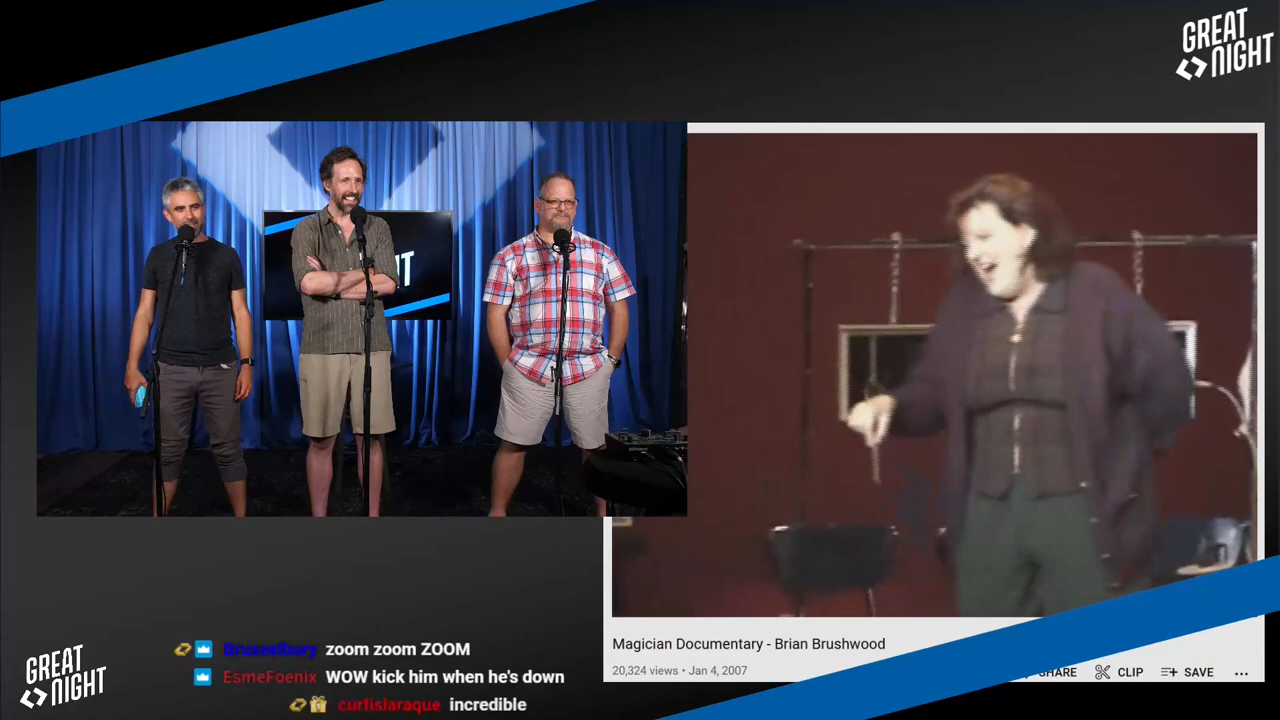 GREAT
NIGHT
HT
Magician Documentary - Brian Brushwood
20,324 views • Jan 4, 2007
SHARE
CLIP
SAVE
...
Brusselbury zoom zoom ZOOM
EsmeFoenix WOW kick him when he's down
curtislaraque incredible
GREAT
NIGHT